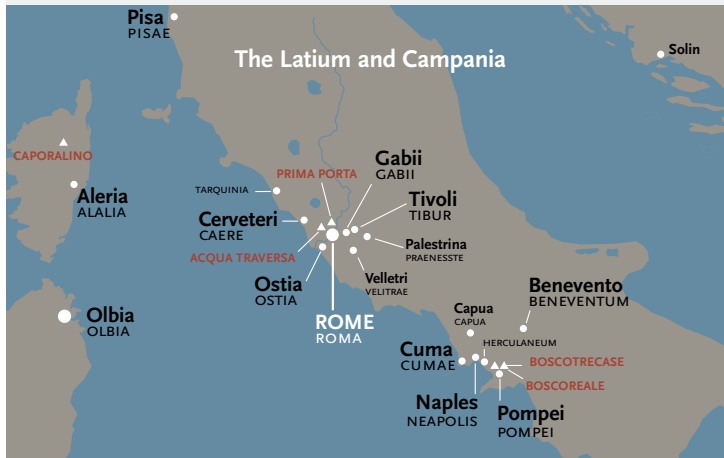 Pisa
PISAE
The Latium and Campania
Solin
CAPORALINO
Aleria
ALALIA
Gabii
GABII
PRIMA PORTA
TARQUINIA
Tivoli
TIBUR
Cerveteri
CAERE
Palestrina
PRAENESSTE
ACQUA TRAVERSA
Velletri
VELITRAE
Ostia
OSTIA
Benevento
BENEVENTUM
Olbia
OLBIA
ROME
ROMA
Capua
CAPUA
HERCULANEUM
Cuma
CUMAE
BOSCOTRECASE
BOSCOREALE
Naples
NEAPOLIS
Pompei
POMPEI